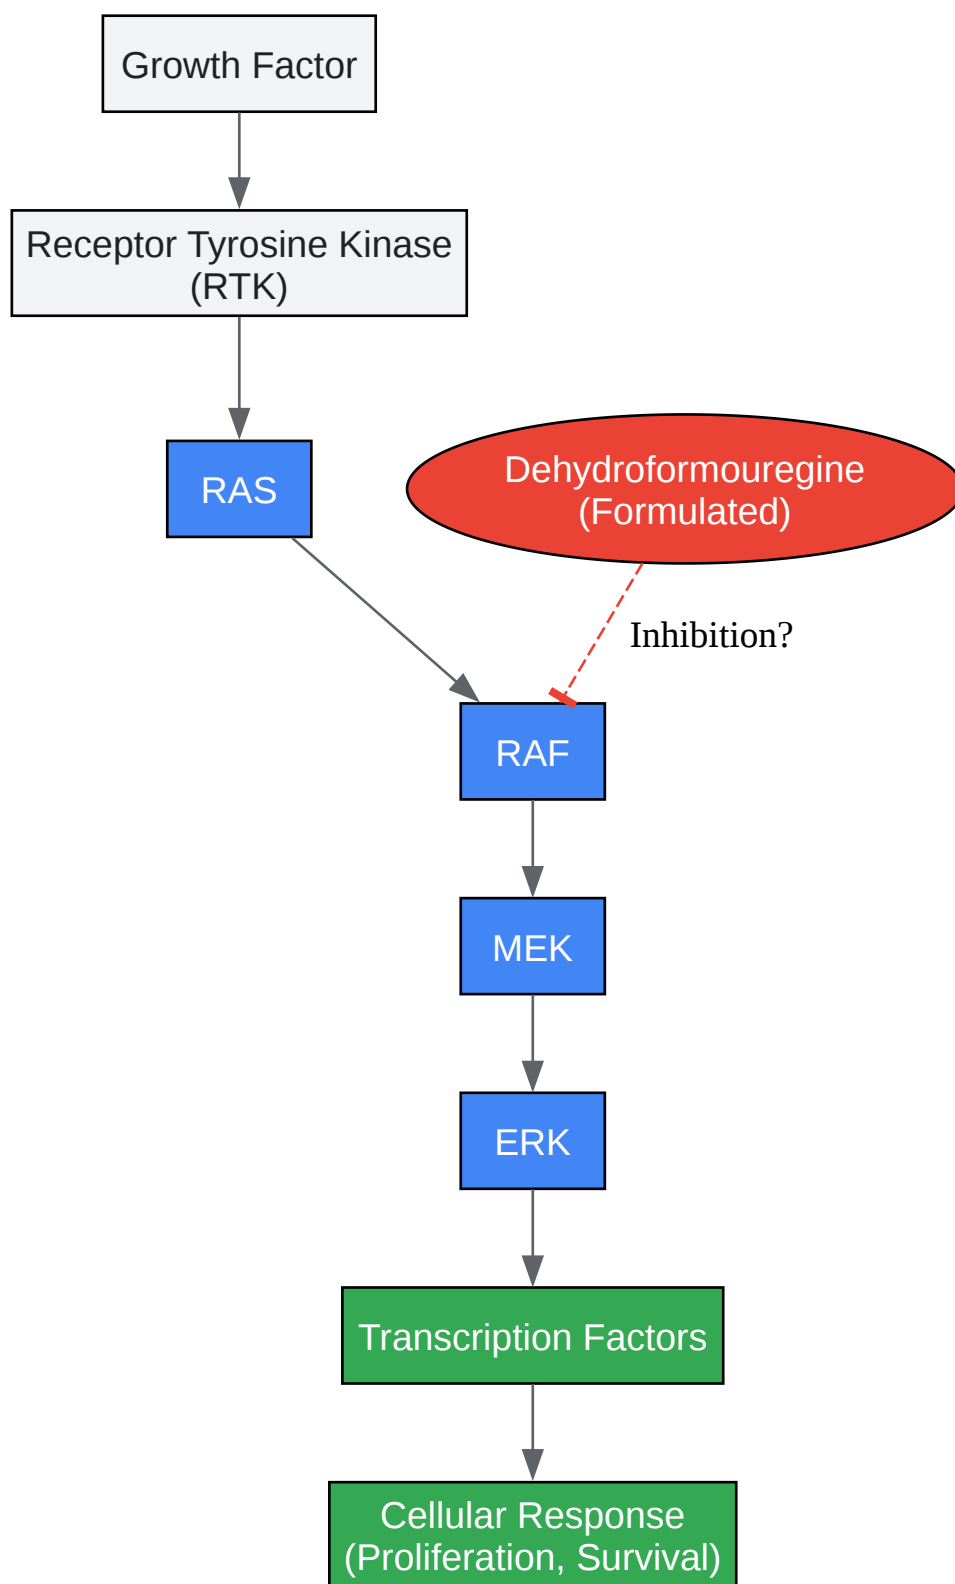 Growth Factor
Receptor Tyrosine Kinase
(RTK)
RAS
Dehydroformouregine
(Formulated)
Inhibition?
RAF
MEK
ERK
Transcription Factors
Cellular Response
(Proliferation, Survival)